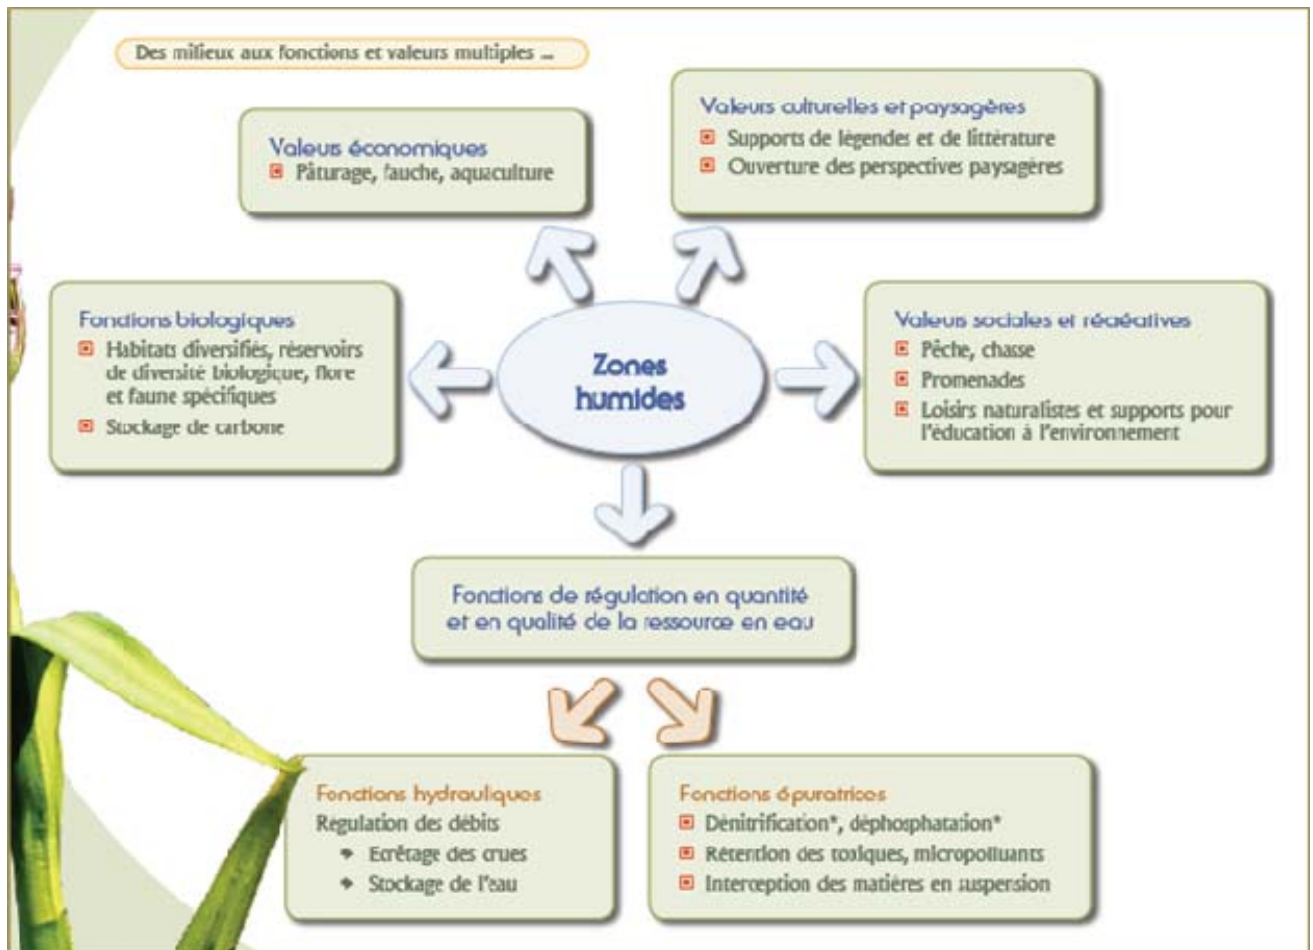 Des milieux aux fonctions et valeurs multiples ...
Valeurs économiques
Pâturage, fauche, aquaculture
Valeurs culturelles et paysagères
Supports de légendes et de littérature
Ouverture des perspectives paysagères
Fonctions biologiques
Habitats diversifiés, réservoirs
de diversité biologique, flore
et faune spécifiques
Stockage de carbone
Zones
humides
Valeurs sociales et récréatives
Pêche, chasse
Promenades
Loisirs naturalistes et supports pour
l'éducation à l'environnement
Fonctions de régulation en quantité
et en qualité de la ressource en eau
Fonctions hydrauliques
Régulation des débits
Ecrêtage des crues
Stockage de l'eau
Fonctions épuratrices
Dénitrification*, déphosphatation*
Rétention des toxiques, micropolluants
Interception des matières en suspension